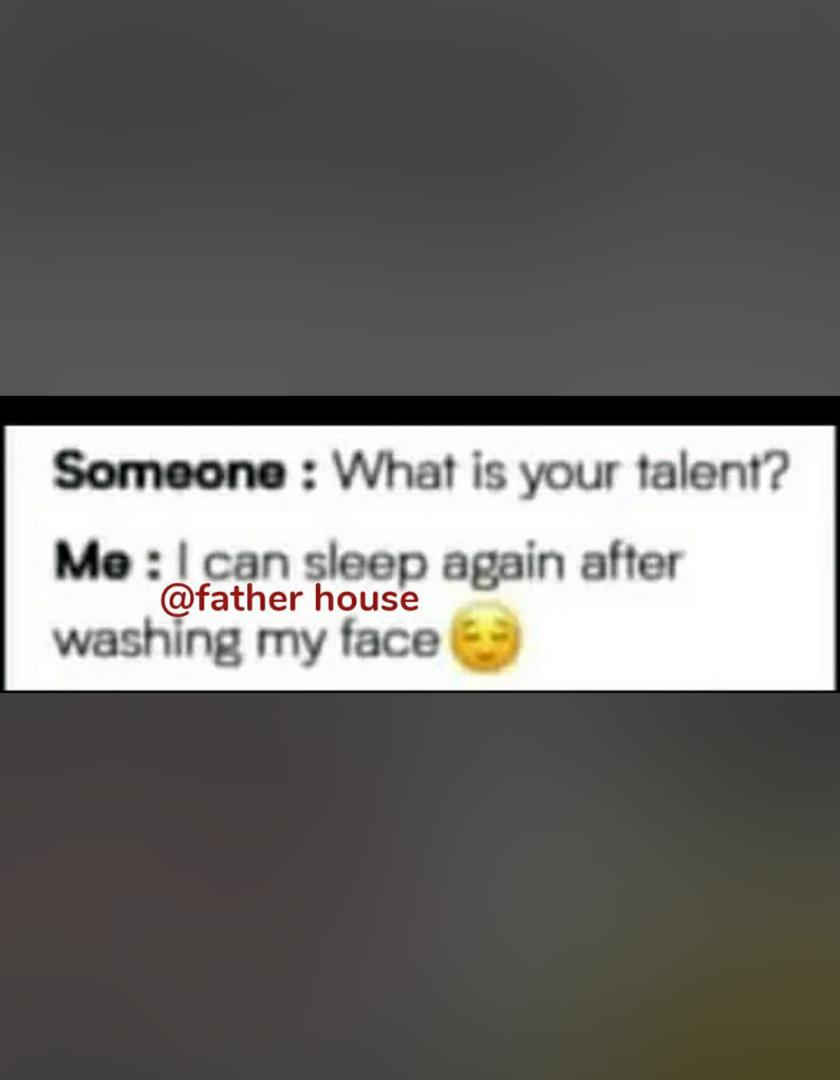 Someone : What is your talent?
Me : I can sleep again after
@father house
washing my face 😌